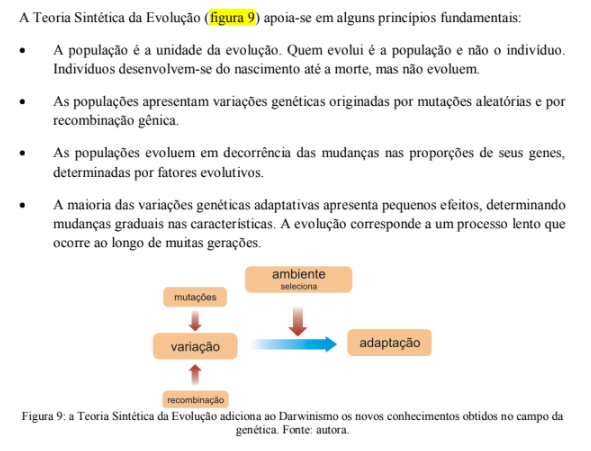 A Teoria Sintética da Evolução (figura 9) apoia-se em alguns princípios fundamentais:
• A população é a unidade da evolução. Quem evolui é a população e não o indivíduo.
Indivíduos desenvolvem-se do nascimento até a morte, mas não evoluem.
• As populações apresentam variações genéticas originadas por mutações aleatórias e por
recombinação gênica.
• As populações evoluem em decorrência das mudanças nas proporções de seus genes,
determinadas por fatores evolutivos.
• A maioria das variações genéticas adaptativas apresenta pequenos efeitos, determinando
mudanças graduais nas características. A evolução corresponde a um processo lento que
ocorre ao longo de muitas gerações.
ambiente
seleciona
mutações
variação
adaptação
recombinação
Figura 9: a Teoria Sintética da Evolução adiciona ao Darwinismo os novos conhecimentos obtidos no campo da
genética. Fonte: autora.